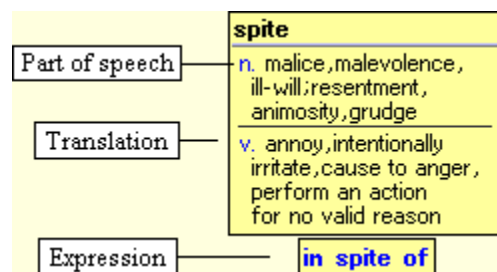 spite
Part of speech
n. malice,malevolence,
ill-will;resentment,
animosity,grudge
Translation
v. annoy,intentionally
irritate,cause to anger,
perform an action
for no valid reason
Expression
in spite of